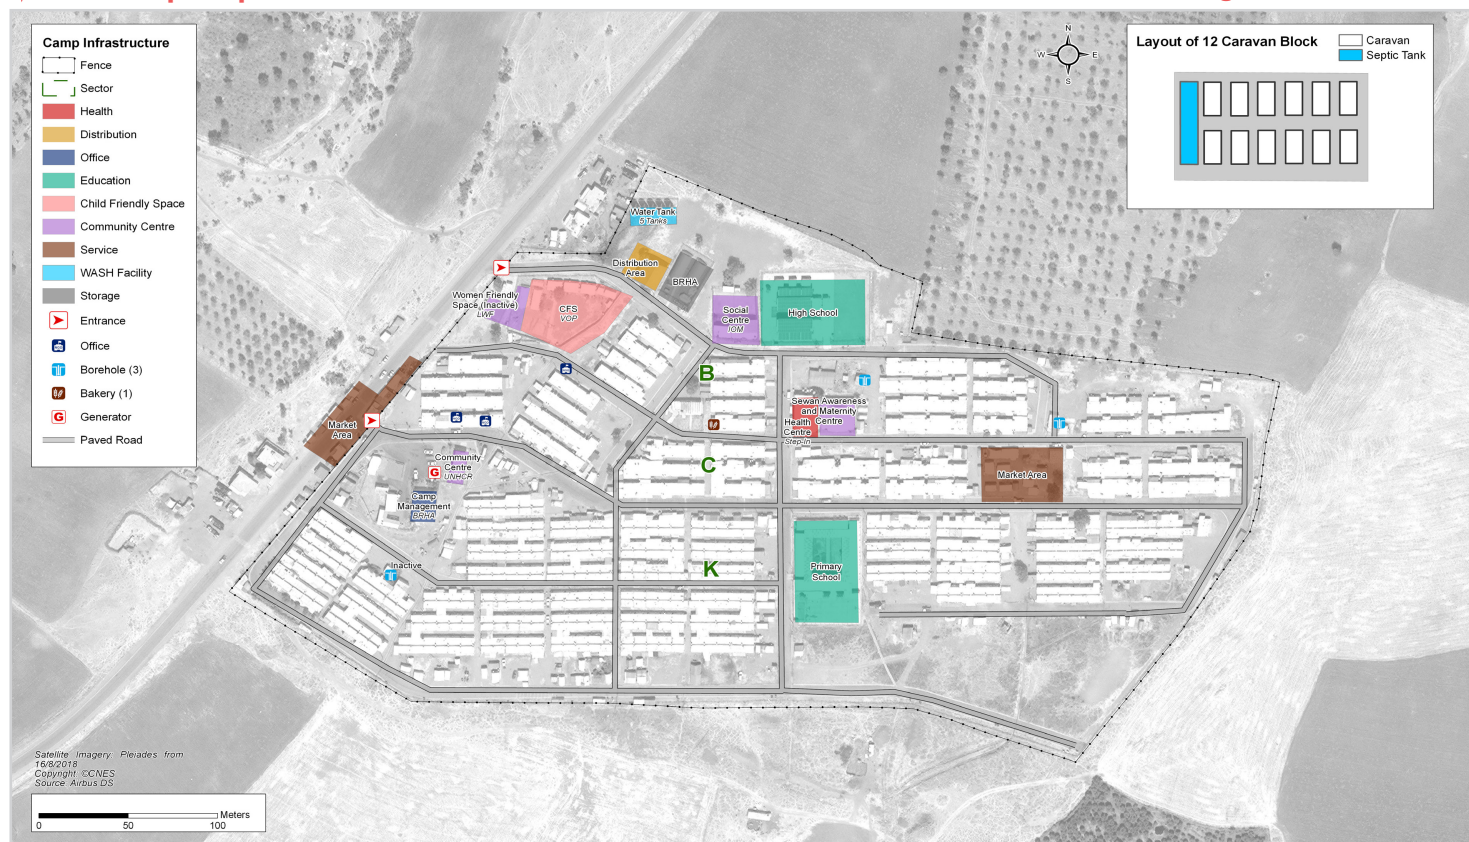 Camp Infrastructure
Fence
Sector
Health
Distribution
Office
Education
Child Friendly Space
Community Centre
Service
WASH Facility
Storage
Entrance
Office
Borehole (3)
Bakery (1)
G Generator
Paved Road
N
W E
S
Layout of 12 Caravan Block
Caravan
Septic Tank
Water Tank
5 Tanks
Distribution
Area
BRHA
Women Friendly
Space (Inactive)
LWF
CFS
VOP
Social
Centre
IOM
High School
B
Sewan Awareness
and Maternity
Centre
Health
Centre
Step-in
Market
Area
Community
Centre
UNHCR
G
Camp
Management
BRHA
C
Market Area
Inactive
K
Primary
School
Satellite Imagery: Pleiades from
16/8/2018
Copyright: ©CNES
Source: Airbus DS
Meters
0 50 100